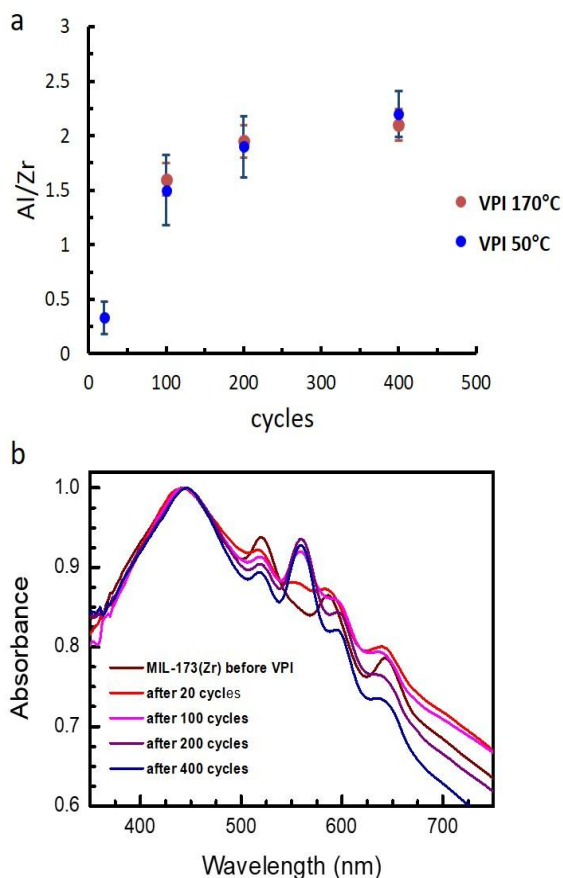 a
3
2.5
2
1.5
1
0.5
0
Al/Zr
0 100 200 300 400 500
cycles
VPI 170°C
VPI 50°C
b
1.0
0.9
0.8
0.7
0.6
Absorbance
MIL-173(Zr) before VPI
after 20 cycles
after 100 cycles
after 200 cycles
after 400 cycles
400 500 600 700
Wavelength (nm)